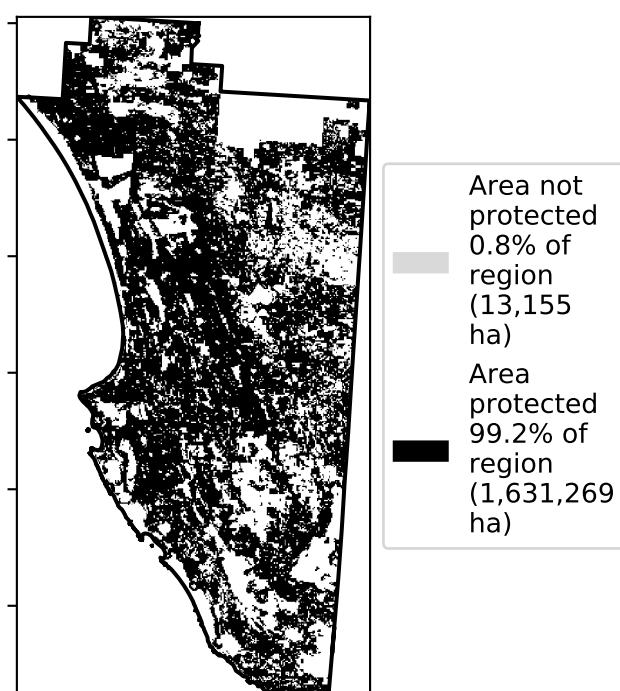 Area not
protected
0.8% of
region
(13,155
ha)
Area
protected
99.2% of
region
(1,631,269
ha)